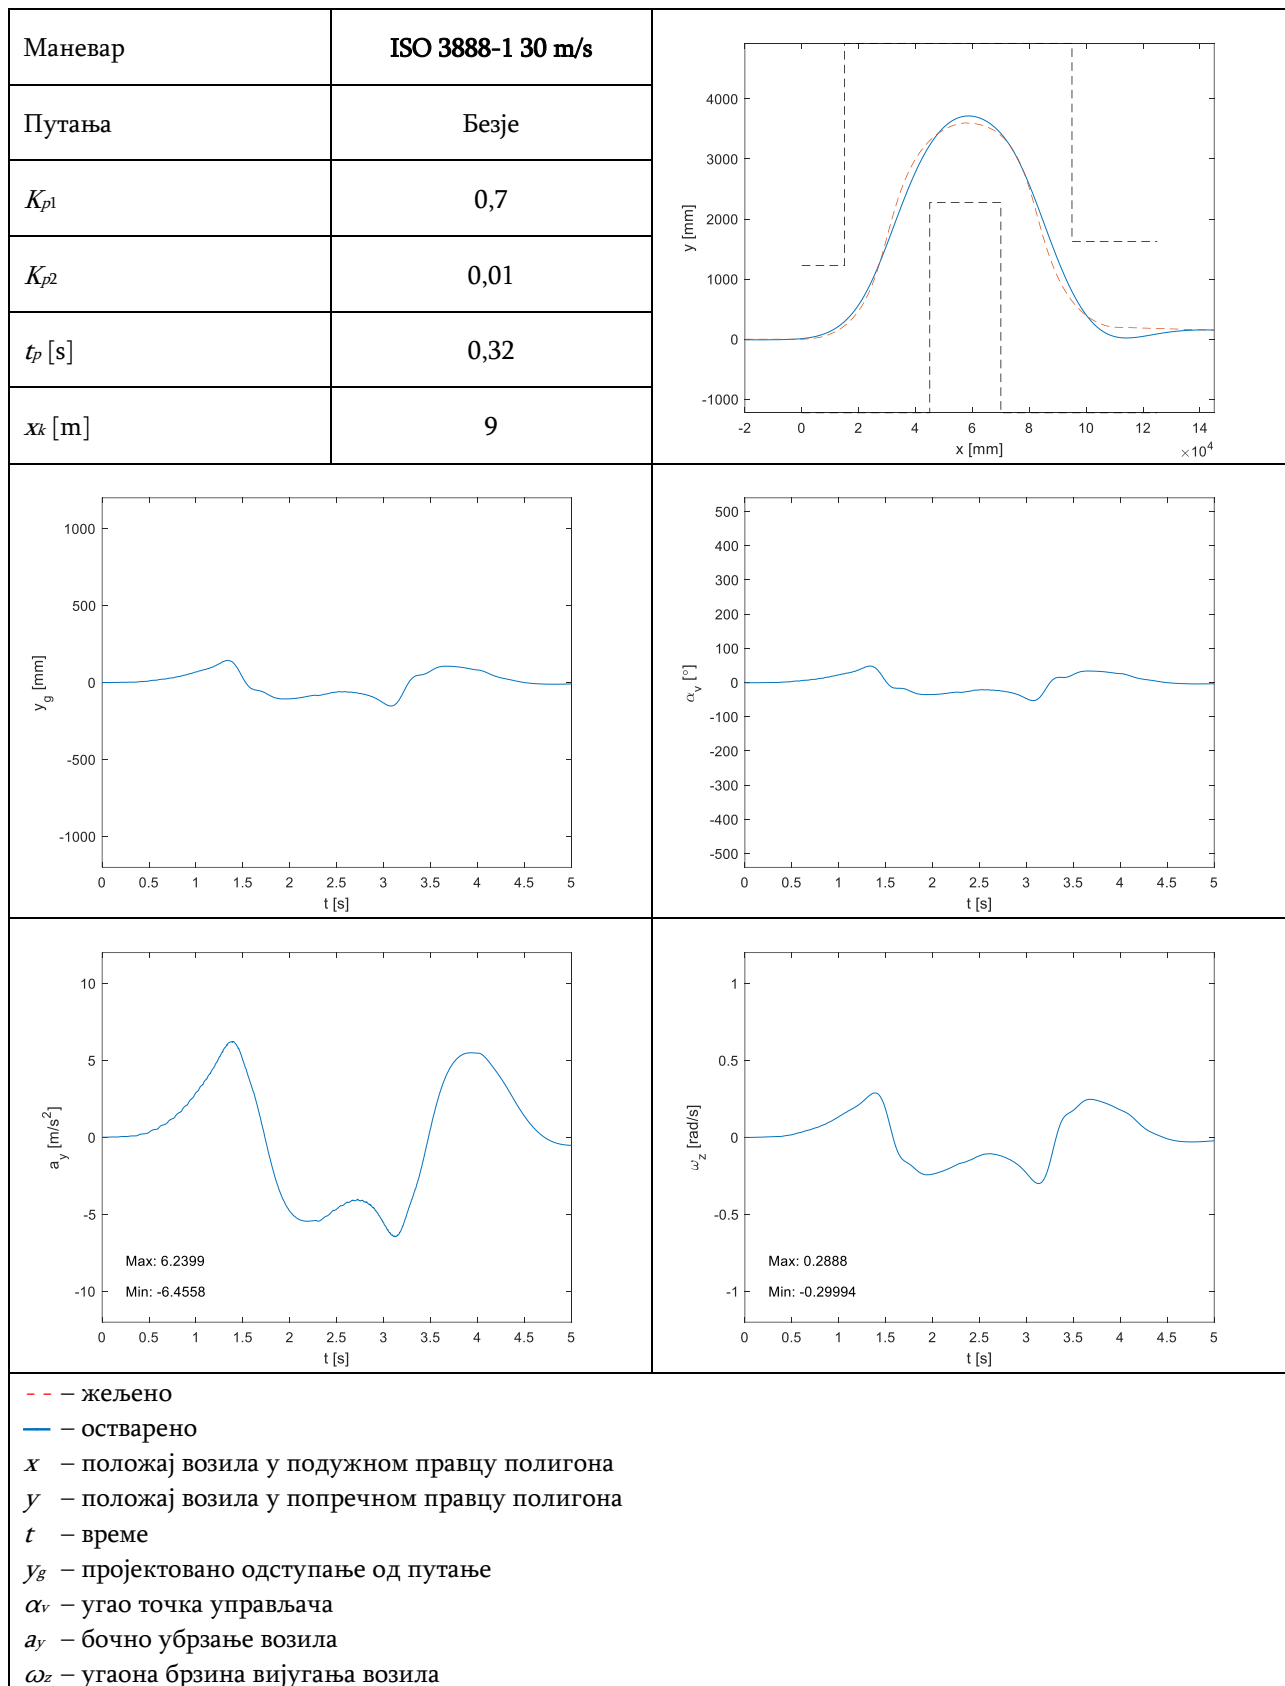 Маневар ISO 3888-1 30 m/s
Путања Безје
Kp1 0,7
Kp2 0,01
tp [s] 0,32
xk [m] 9
4000
3000
2000
1000
0
-1000
y [mm]
-2 0 2 4 6 8 10 12 14
x [mm]
×10^4
1000
500
0
-500
-1000
y_g [mm]
0 0.5 1 1.5 2 2.5 3 3.5 4 4.5 5
t [s]
500
400
300
200
100
0
-100
-200
-300
-400
-500
α_v [°]
0 0.5 1 1.5 2 2.5 3 3.5 4 4.5 5
t [s]
10
5
0
-5
-10
a_y [m/s^2]
Max: 6.2399
Min: -6.4558
0 0.5 1 1.5 2 2.5 3 3.5 4 4.5 5
t [s]
1
0.5
0
-0.5
-1
ω_z [rad/s]
Max: 0.2888
Min: -0.29994
0 0.5 1 1.5 2 2.5 3 3.5 4 4.5 5
t [s]
– жељено
– остварено
x – положај возила у подужном правцу полигона
y – положај возила у попречном правцу полигона
t – време
yg – пројектовано одступање од путање
αv – угао точка управљача
ay – бочно убрзање возила
ωz – угаона брзина вијугања возила